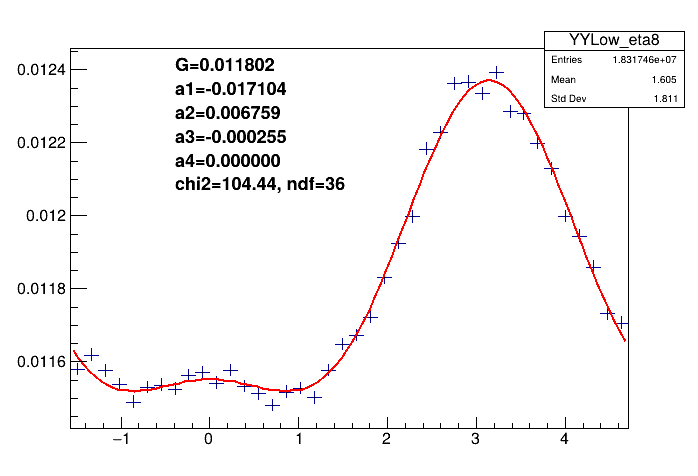 YYLow_eta8
Entries 1.831746e+07
Mean 1.605
Std Dev 1.811
G=0.011802
a1=-0.017104
a2=0.006759
a3=-0.000255
a4=0.000000
chi2=104.44, ndf=36
0.0124
0.0122
0.012
0.0118
0.0116
−1 0 1 2 3 4